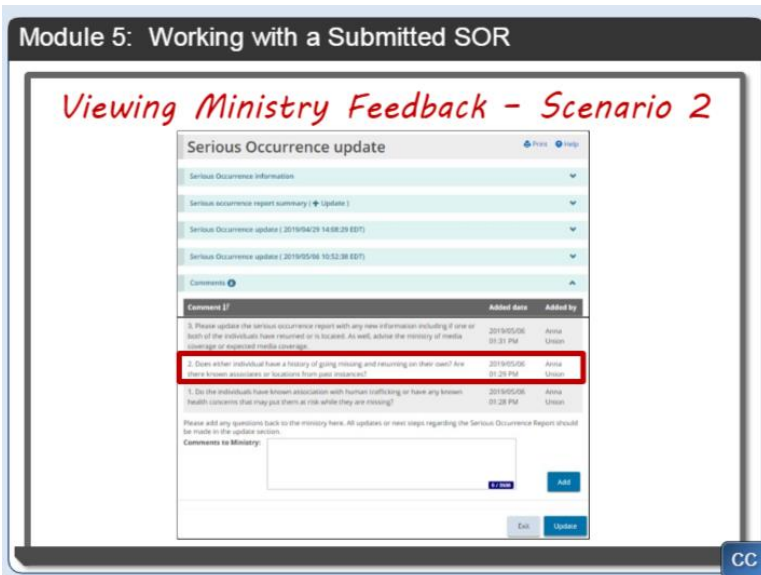 Module 5: Working with a Submitted SOR
Viewing Ministry Feedback - Scenario 2
Serious Occurrence update
Print Help
Serious Occurrence information
Serious occurrence report summary ( + Update )
Serious Occurrence update ( 2019/04/29 14:08:29 EDT)
Serious Occurrence update ( 2019/05/06 10:52:38 EDT)
Comments
Comment Added date Added by
3. Please update the serious occurrence report with any new information including if one or
both of the individuals have returned or is located. As well, advise the ministry of media
coverage or expected media coverage.
2019/05/06
01:31 PM
Anna
Union
2. Does either individual have a history of going missing and returning on their own? Are
there known associates or locations from past instances?
2019/05/06
01:29 PM
Anna
Union
1. Do the individuals have known association with human trafficking or have any known
health concerns that may put them at risk while they are missing?
2019/05/06
01:28 PM
Anna
Union
Please add any questions back to the ministry here. All updates or next steps regarding the Serious Occurrence Report should
be made in the update section.
Comments to Ministry:
Add
Exit Update
CC